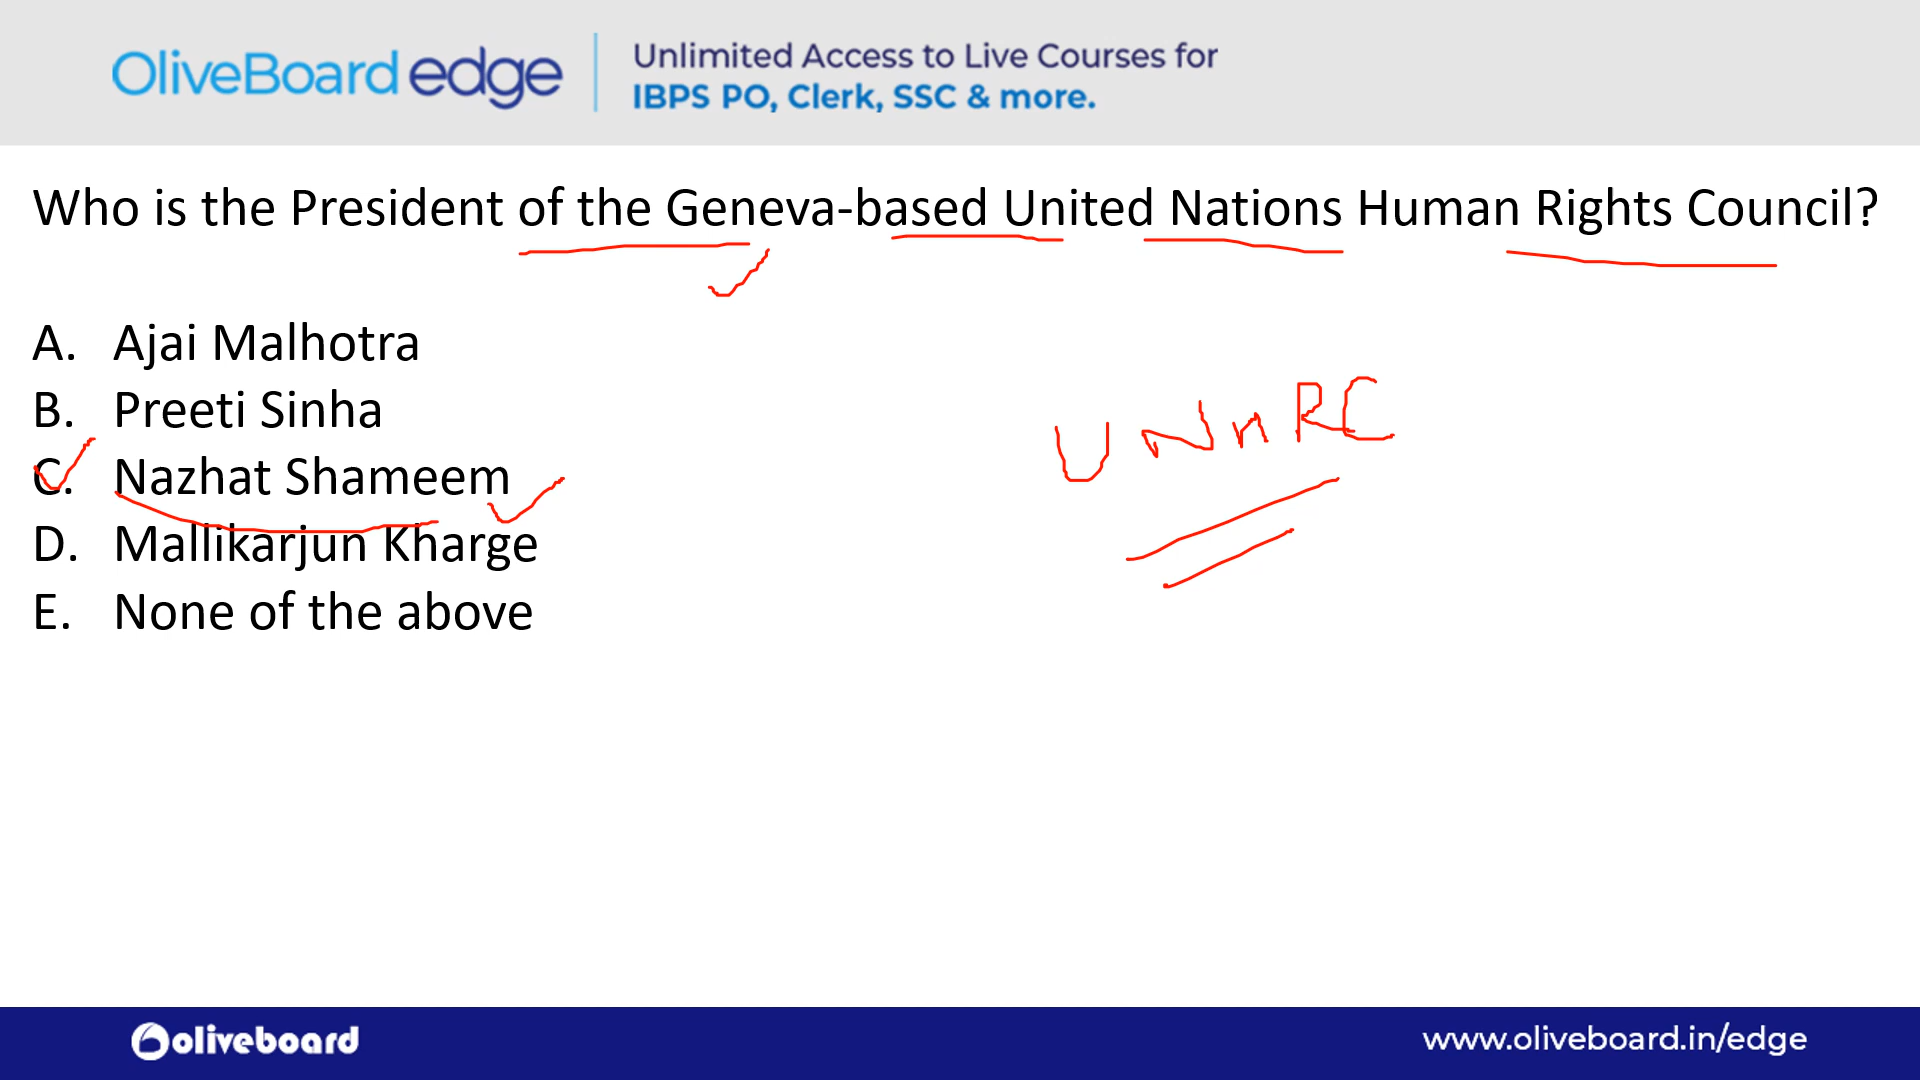 OliveBoard edge
Unlimited Access to Live Courses for
IBPS PO, Clerk, SSC & more.
Who is the President of the Geneva-based United Nations Human Rights Council?
A. Ajai Malhotra
B. Preeti Sinha
C. Nazhat Shameem
D. Mallikarjun Kharge
E. None of the above
UNHRC
oliveboard
www.oliveboard.in/edge